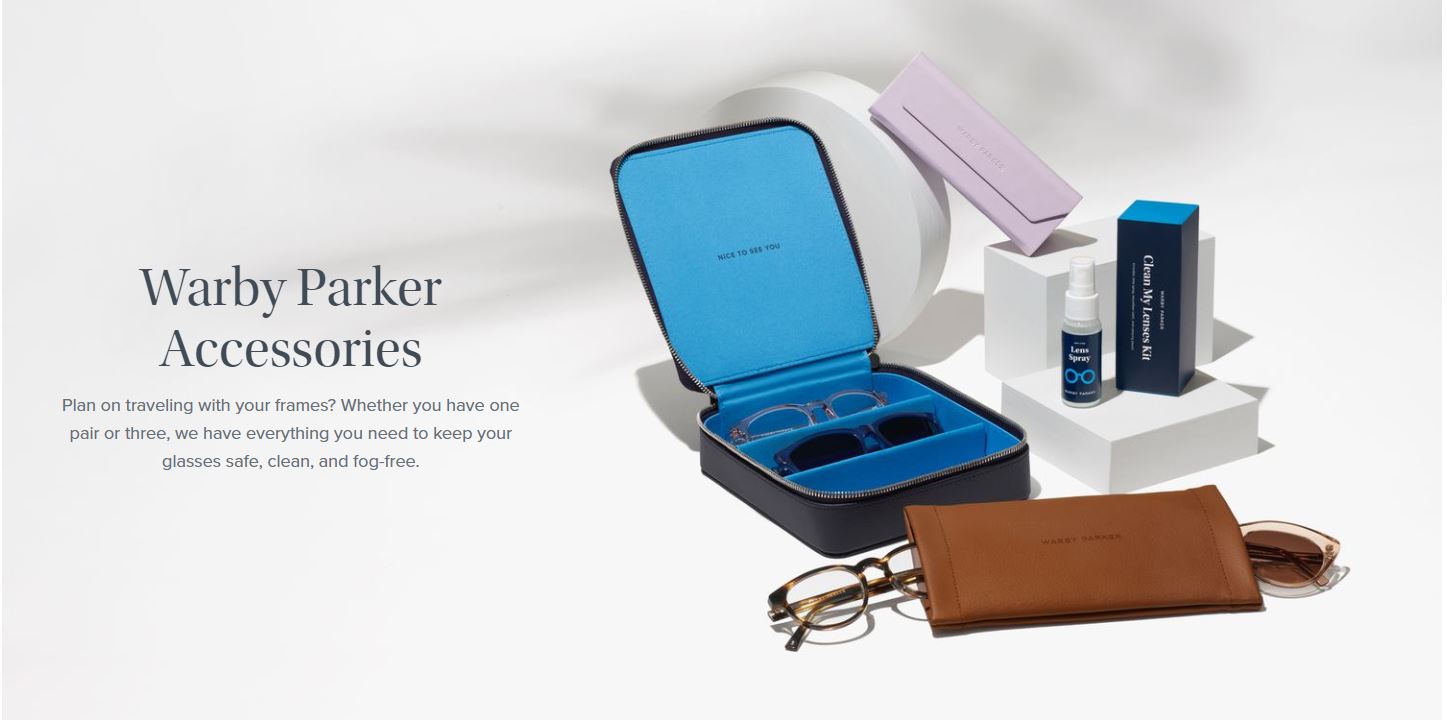 Warby Parker
Accessories
Plan on traveling with your frames? Whether you have one
pair or three, we have everything you need to keep your
glasses safe, clean, and fog-free.
NICE TO SEE YOU
WARBY PARKER
WARBY PARKER
Clean My Lenses Kit
Lens
Spray
WARBY PARKER
WARBY PARKER